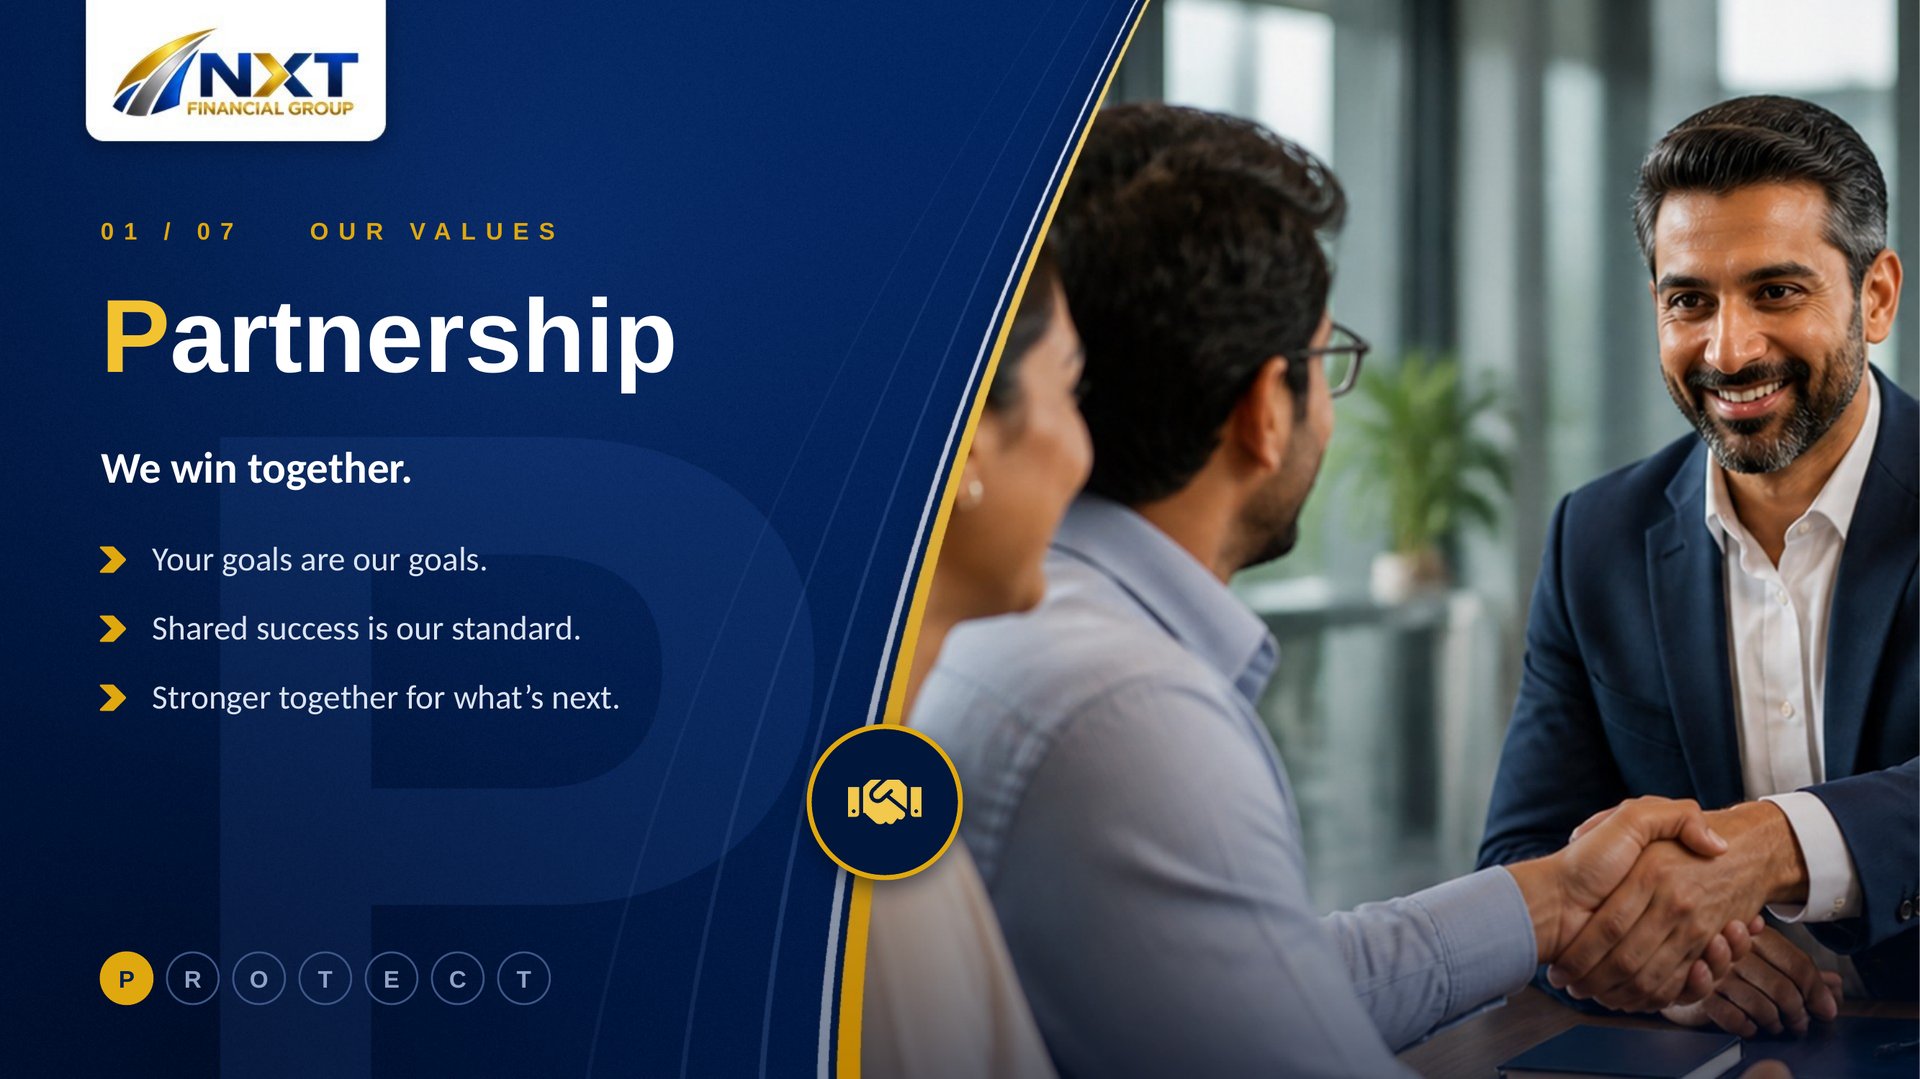 NXT
FINANCIAL GROUP
01 / 07 OUR VALUES
Partnership
We win together.
Your goals are our goals.
Shared success is our standard.
Stronger together for what’s next.
P R O T E C T